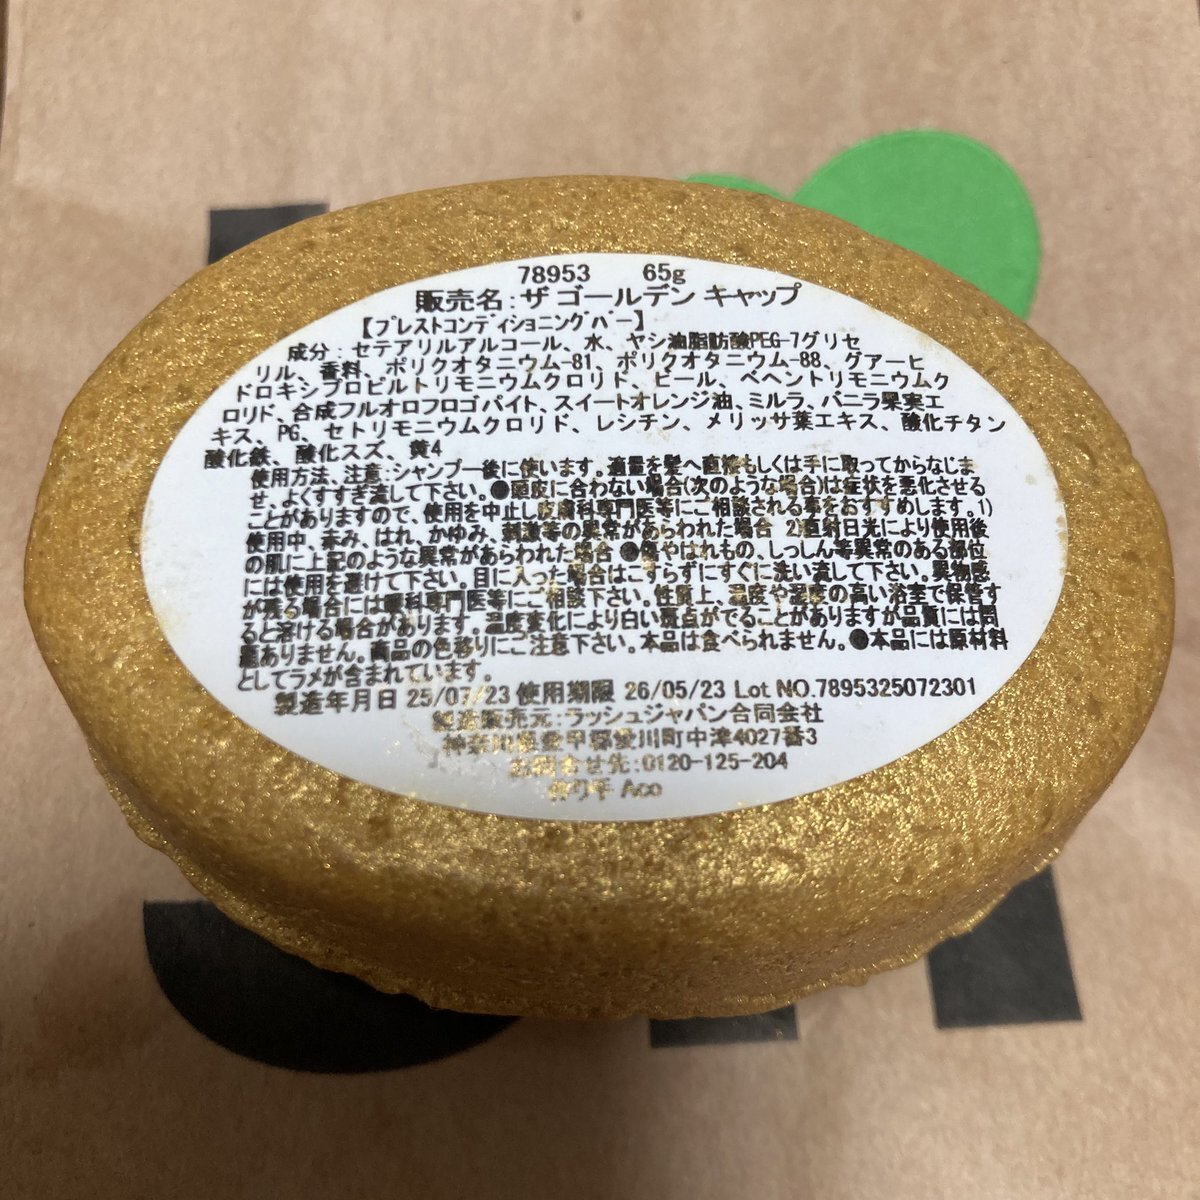 78953 65g
販売名:ザ ゴールデン キャップ
【プレストコンディショニングバー】
成分:セテアリルアルコール、水、ヤシ油脂肪酸PEG-7グリセ
リル、香料、ポリクオタニウム-81、ポリクオタニウム-88、グアーヒ
ドロキシプロピルトリモニウムクロリド、ビール、ベヘントリモニウムク
ロリド、合成フルオロフロゴパイト、スイートオレンジ油、ミルラ、バニラ果実エ
キス、PG、セトリモニウムクロリド、レシチン、メリッサ葉エキス、酸化チタン
酸化鉄、酸化スズ、黄4
使用方法、注意:シャンプー後に使います。適量を髪へ直接もしくは手に取ってからなじま
せ、よくすすぎ流して下さい。●頭皮に合わない場合(次のような場合)は症状を悪化させる
ことがありますので、使用を中止し皮膚科専門医等にご相談される事をおすすめします。1)
使用中、赤み、はれ、かゆみ、刺激等の異常があらわれた場合 2)直射日光により使用後
の肌に上記のような異常があらわれた場合 ●傷やはれもの、しっしん等異常のある部位
には使用を避けて下さい。目に入った場合はこすらずにすぐに洗い流して下さい。異物感
が残る場合には眼科専門医等にご相談下さい。性質上、温度や湿度の高い浴室で保管す
ると溶ける場合があります。温度変化により白い斑点がでることがありますが品質には問
題ありません。商品の色移りにご注意下さい。本品は食べられません。●本品には原材料
としてラメが含まれています。
製造年月日 25/07/23 使用期限 26/05/23 Lot NO.7895325072301
製造販売元:ラッシュジャパン合同会社
神奈川県愛甲郡愛川町中津4027番3
お問合せ先:0120-125-204
作り手 Aco